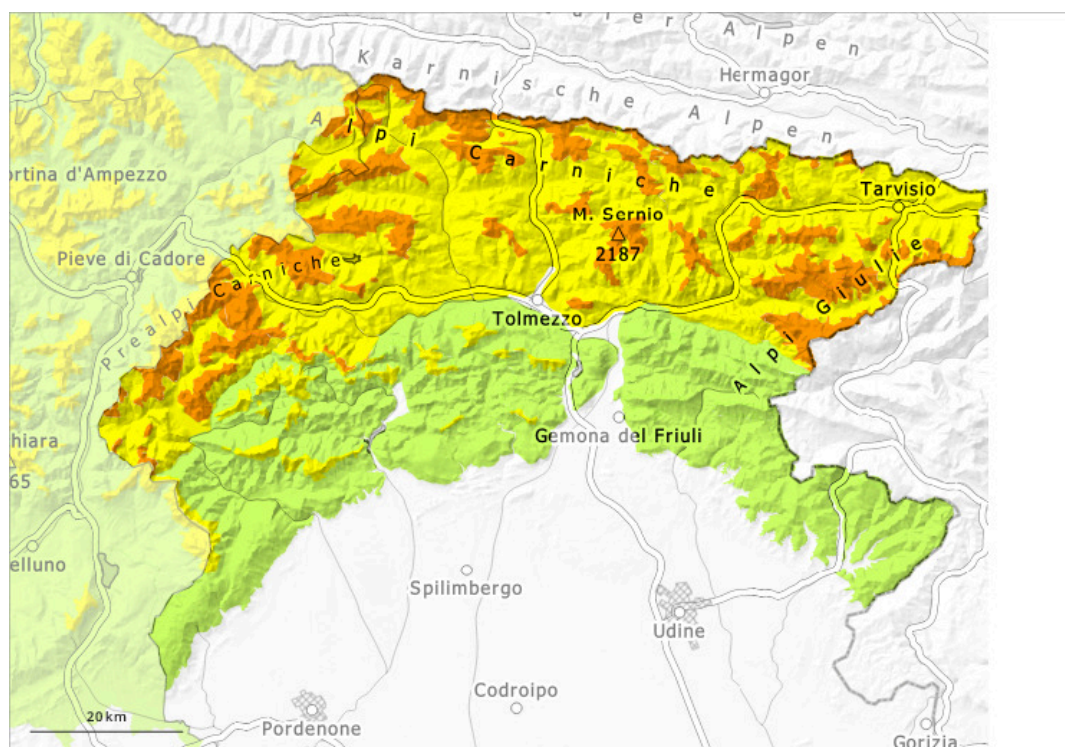 Alpen
Karnische Alpen
Hermagor
Alpi Carniche
ortina d'Ampezzo
Tarvisio
M. Sernio
2187
Pieve di Cadore
Prealpi Carniche
Alpi Giulie
Tolmezzo
Gemona del Friuli
hiara
65
elluno
Spilimbergo
Udine
Codroipo
20 km
Pordenone
Gorizia